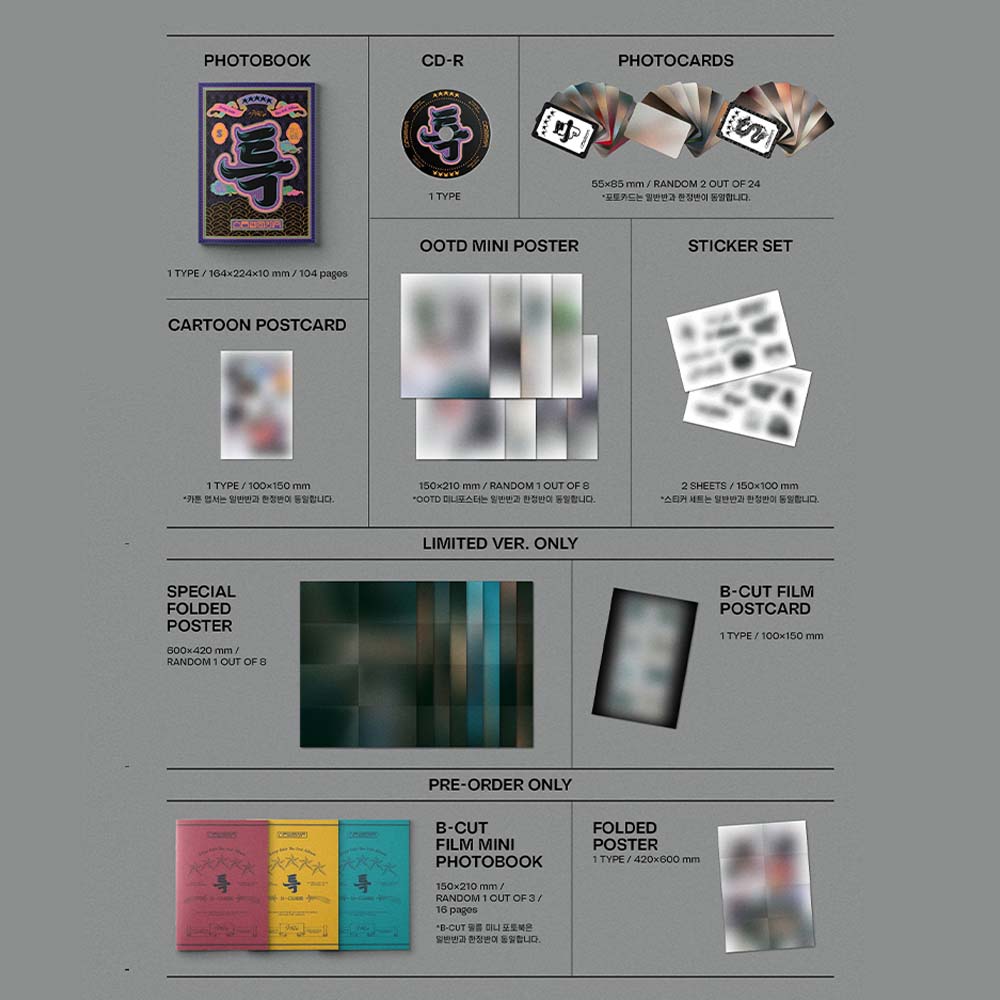 PHOTOBOOK
특
1 TYPE / 164×224×10 mm / 104 pages
CD-R
특
1 TYPE
PHOTOCARDS
특
55×85 mm / RANDOM 2 OUT OF 24
*포토카드는 일반반과 한정반이 동일합니다.
CARTOON POSTCARD
1 TYPE / 100×150 mm
*카툰 엽서는 일반반과 한정반이 동일합니다.
OOTD MINI POSTER
150×210 mm / RANDOM 1 OUT OF 8
*OOTD 미니포스터는 일반반과 한정반이 동일합니다.
STICKER SET
2 SHEETS / 150×100 mm
*스티커 세트는 일반반과 한정반이 동일합니다.
LIMITED VER. ONLY
SPECIAL
FOLDED
POSTER
600×420 mm /
RANDOM 1 OUT OF 8
B-CUT FILM
POSTCARD
1 TYPE / 100×150 mm
PRE-ORDER ONLY
특
특
특
B-CUT
FILM MINI
PHOTOBOOK
150×210 mm /
RANDOM 1 OUT OF 3 /
16 pages
*B-CUT 필름 미니 포토북은
일반반과 한정반이 동일합니다.
FOLDED
POSTER
1 TYPE / 420×600 mm